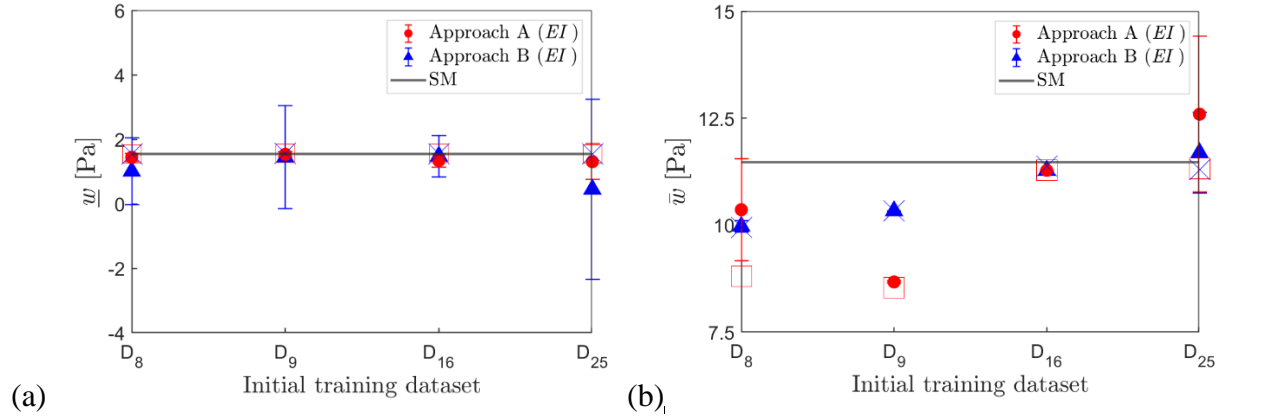 6
4
2
0
-2
-4
w [Pa]
D8
D9
D16
D25
Initial training dataset
Approach A (EI)
Approach B (EI)
SM
(a)
15
12.5
10
7.5
w̄ [Pa]
D8
D9
D16
D25
Initial training dataset
Approach A (EI)
Approach B (EI)
SM
(b)